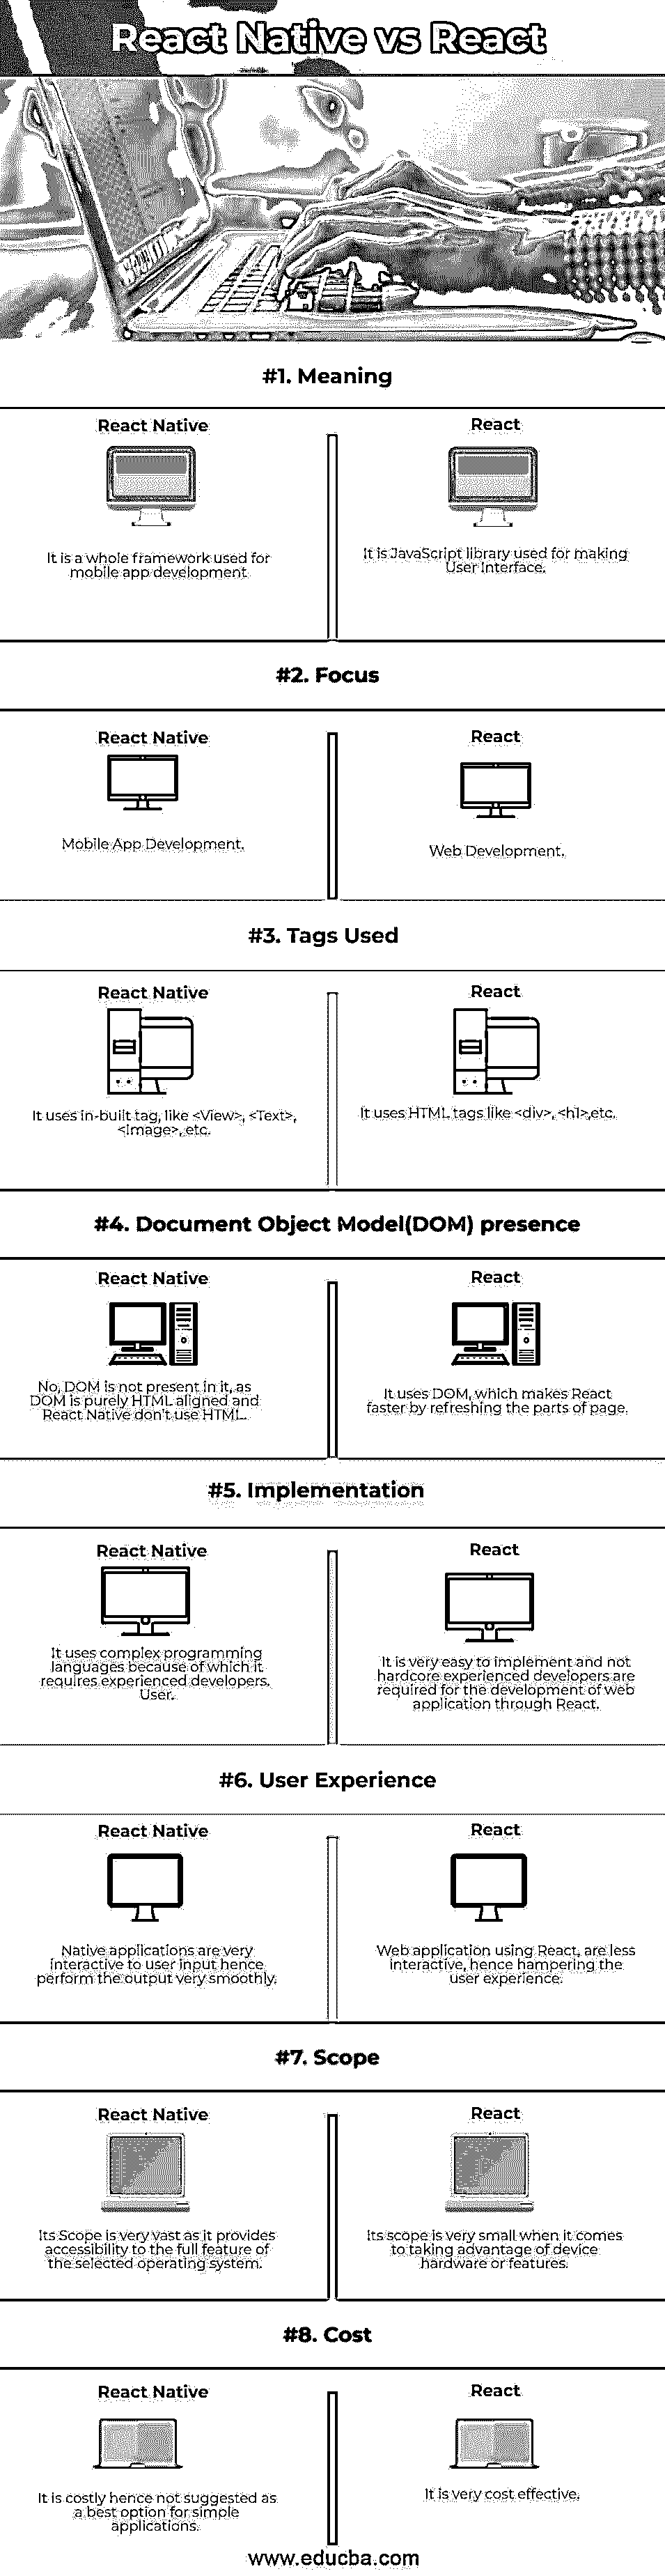 React Native vs React
#1. Meaning
React Native
It is a whole framework used for
mobile app development
React
It is JavaScript library used for making
User Interface.
#2. Focus
React Native
Mobile App Development.
React
Web Development.
#3. Tags Used
React Native
It uses in-built tag, like <View>, <Text>,
<Image>, etc.
React
It uses HTML tags like <div>, <h1>,etc.
#4. Document Object Model(DOM) presence
React Native
No, DOM is not present in it, as
DOM is purely HTML aligned and
React Native don't use HTML.
React
It uses DOM, which makes React
faster by refreshing the parts of page.
#5. Implementation
React Native
It uses complex programming
languages because of which it
requires experienced developers.
User.
React
It is very easy to implement and not
hardcore experienced developers are
required for the development of web
application through React.
#6. User Experience
React Native
Native applications are very
interactive to user input hence
perform the output very smoothly.
React
Web application using React, are less
interactive, hence hampering the
user experience.
#7. Scope
React Native
Its Scope is very vast as it provides
accessibility to the full feature of
the selected operating system.
React
Its scope is very small when it comes
to taking advantage of device
hardware or features.
#8. Cost
React Native
It is costly hence not suggested as
a best option for simple
applications.
React
It is very cost effective.
www.educba.com